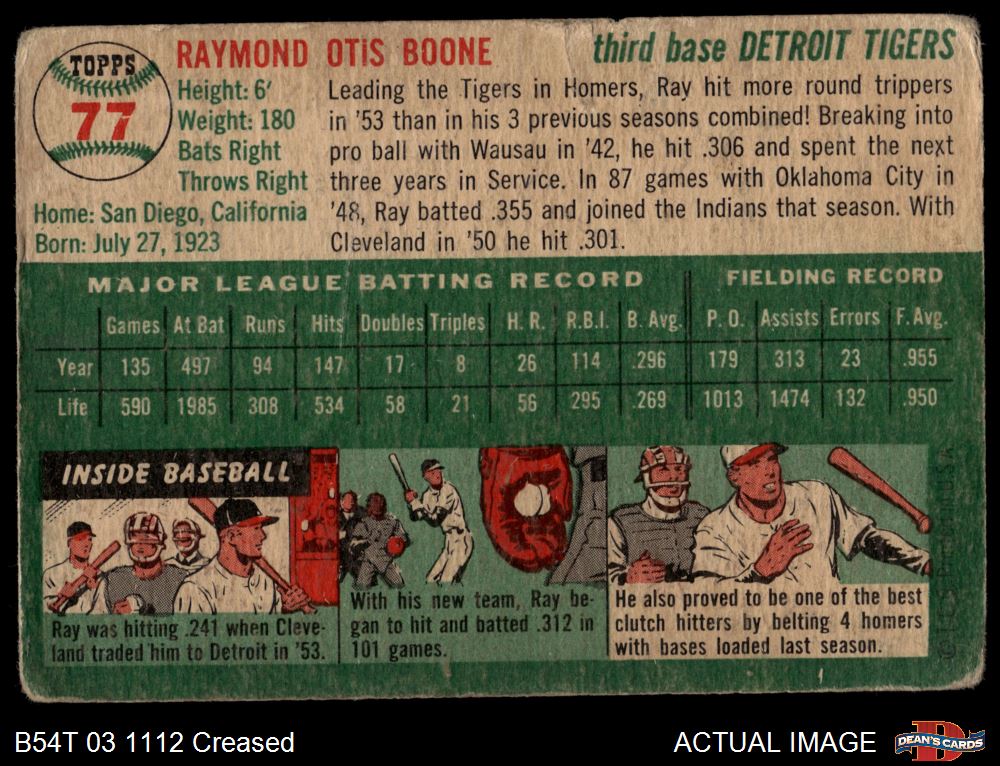 TOPPS
77
RAYMOND OTIS BOONE
third base DETROIT TIGERS
Height: 6'
Weight: 180
Bats Right
Throws Right
Home: San Diego, California
Born: July 27, 1923
Leading the Tigers in Homers, Ray hit more round trippers
in '53 than in his 3 previous seasons combined! Breaking into
pro ball with Wausau in '42, he hit .306 and spent the next
three years in Service. In 87 games with Oklahoma City in
'48, Ray batted .355 and joined the Indians that season. With
Cleveland in '50 he hit .301.
MAJOR LEAGUE BATTING RECORD FIELDING RECORD
Games At Bat Runs Hits Doubles Triples H. R. R.B.I. B. Avg. P. O. Assists Errors F. Avg.
Year 135 497 94 147 17 8 26 114 .296 179 313 23 .955
Life 590 1985 308 534 58 21 56 295 .269 1013 1474 132 .950
INSIDE BASEBALL
Ray was hitting .241 when Cleve-
land traded him to Detroit in '53.
With his new team, Ray be-
gan to hit and batted .312 in
101 games.
He also proved to be one of the best
clutch hitters by belting 4 homers
with bases loaded last season.
B54T 03 1112 Creased
ACTUAL IMAGE
DEAN'S CARDS